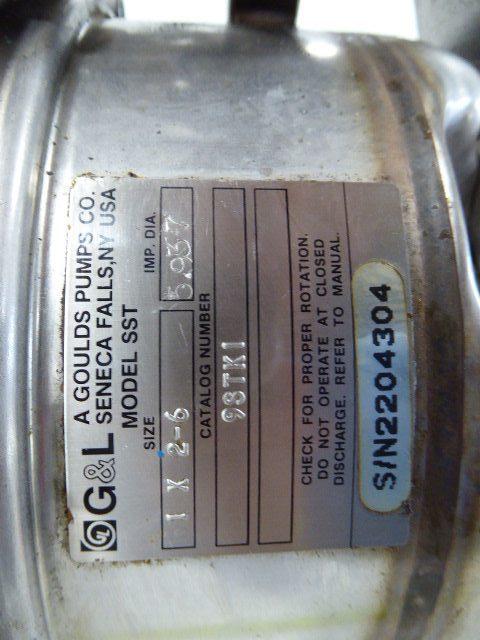 G&L A GOULDS PUMPS CO.
SENECA FALLS, NY USA
MODEL SST
SIZE IMP. DIA.
1 X 2-6 5.937
CATALOG NUMBER
98TK1
CHECK FOR PROPER ROTATION.
DO NOT OPERATE AT CLOSED
DISCHARGE. REFER TO MANUAL.
S/N2204304